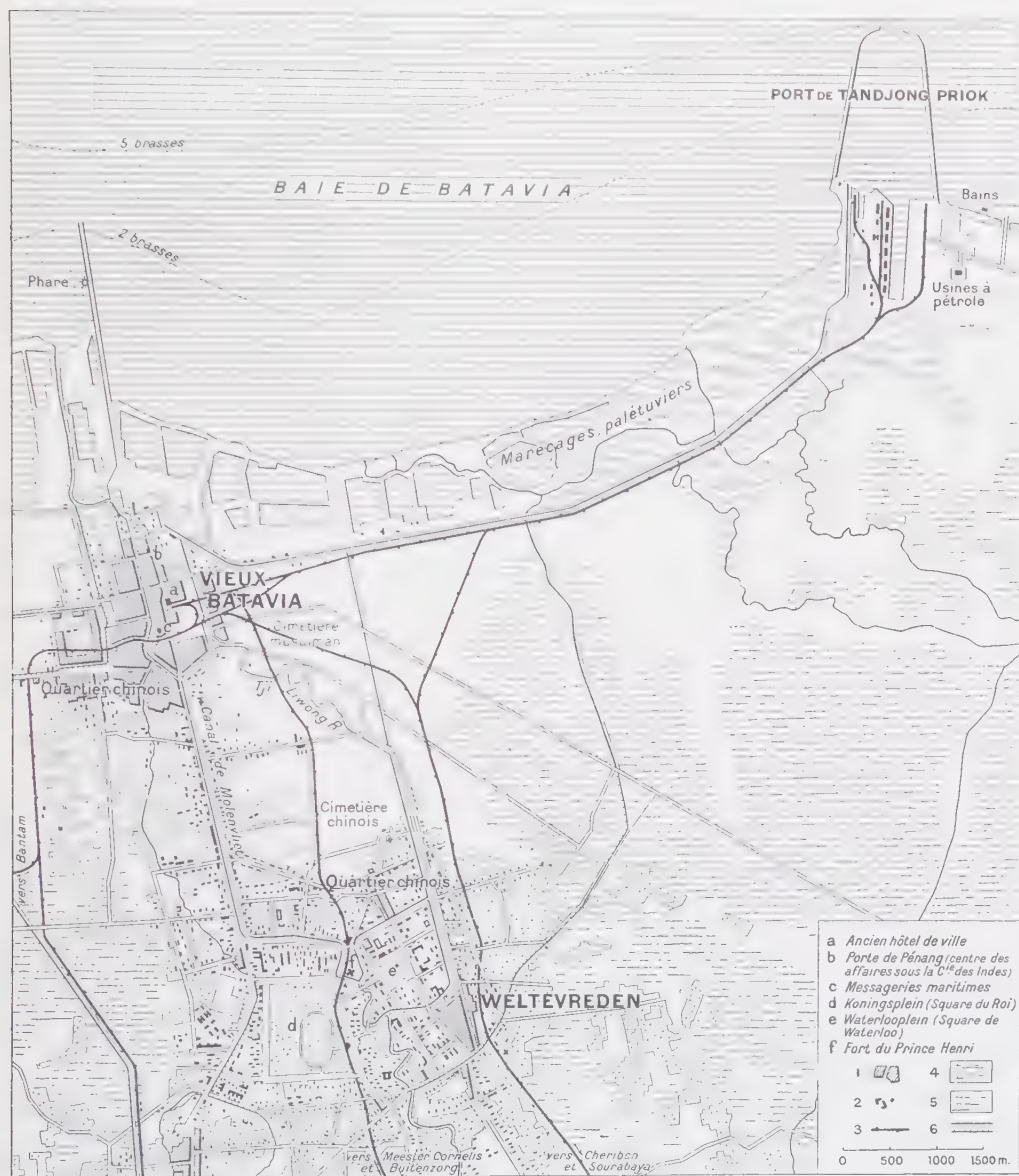 PORT DE TANDJONG PRIOK
5 brasses
BAIE DE BATAVIA
Bains
2 brasses
Phare
Usines à
pétrole
Marecages, palétuviers
b
a
VIEUX
BATAVIA
c
Cimetière
musulman
Quartier chinois
Liwong R.
Canal de Molenvliet
Cimetière
chinois
vers Bantam
Quartier chinois
e
WELTEVREDEN
d
vers Meester Cornelis
et Buitenzorg
vers Cheribon
et Sourabaya
a Ancien hôtel de ville
b Porte de Pénang (centre des
affaires sous la Cie des Indes)
c Messageries maritimes
d Koningsplein (Square du Roi)
e Waterlooplein (Square de
Waterloo)
f Fort du Prince Henri
1 4
2 5
3 6
0 500 1000 1500 m.